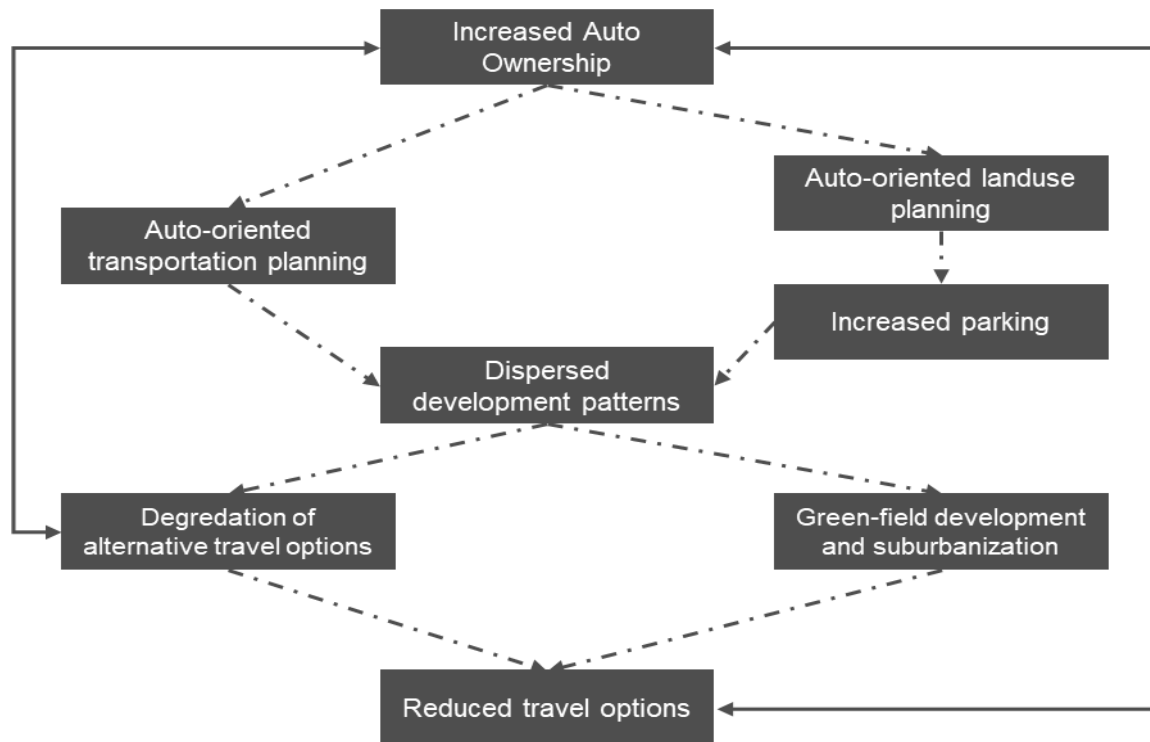 Increased Auto
Ownership
Auto-oriented landuse
planning
Auto-oriented
transportation planning
Increased parking
Dispersed
development patterns
Degredation of
alternative travel options
Green-field development
and suburbanization
Reduced travel options